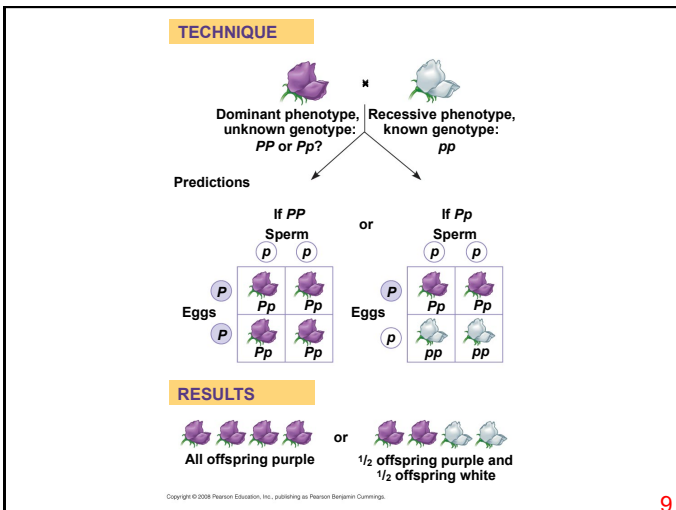 TECHNIQUE
×
Dominant phenotype,
unknown genotype:
PP or Pp?
Recessive phenotype,
known genotype:
pp
Predictions
If PP
Sperm
p p
or
If Pp
Sperm
p p
P
Pp Pp
Eggs
P
Pp Pp
P
Pp Pp
Eggs
p
pp pp
RESULTS
All offspring purple
or
1/2 offspring purple and
1/2 offspring white
Copyright © 2008 Pearson Education, Inc., publishing as Pearson Benjamin Cummings.
9